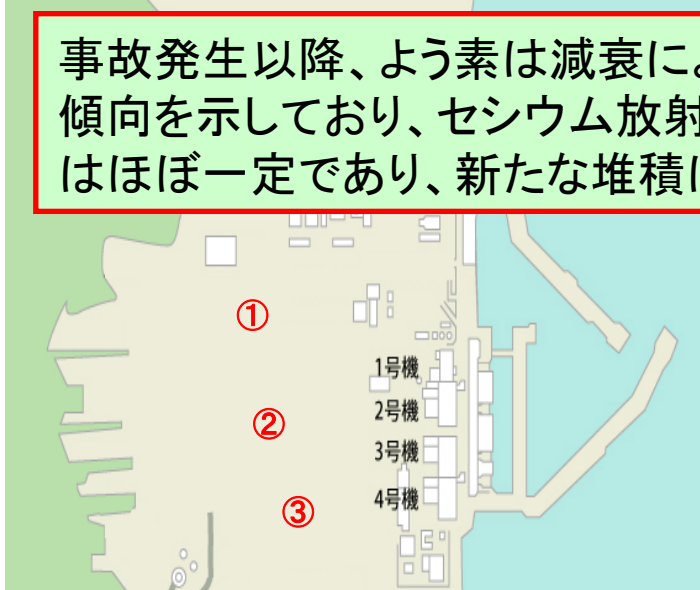 事故発生以降、よう素は減衰によ
傾向を示しており、セシウム放射
はほぼ一定であり、新たな堆積
①
1号機
2号機
②
3号機
4号機
③